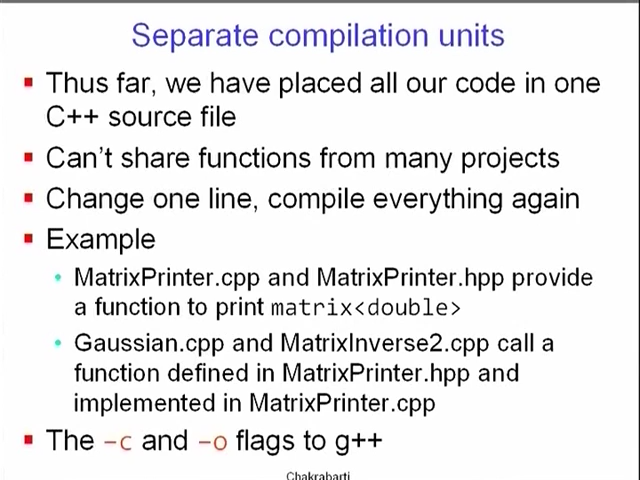 Separate compilation units
Thus far, we have placed all our code in one
C++ source file
Can't share functions from many projects
Change one line, compile everything again
Example
MatrixPrinter.cpp and MatrixPrinter.hpp provide
a function to print matrix<double>
Gaussian.cpp and MatrixInverse2.cpp call a
function defined in MatrixPrinter.hpp and
implemented in MatrixPrinter.cpp
The -c and -o flags to g++
Chakrabarti